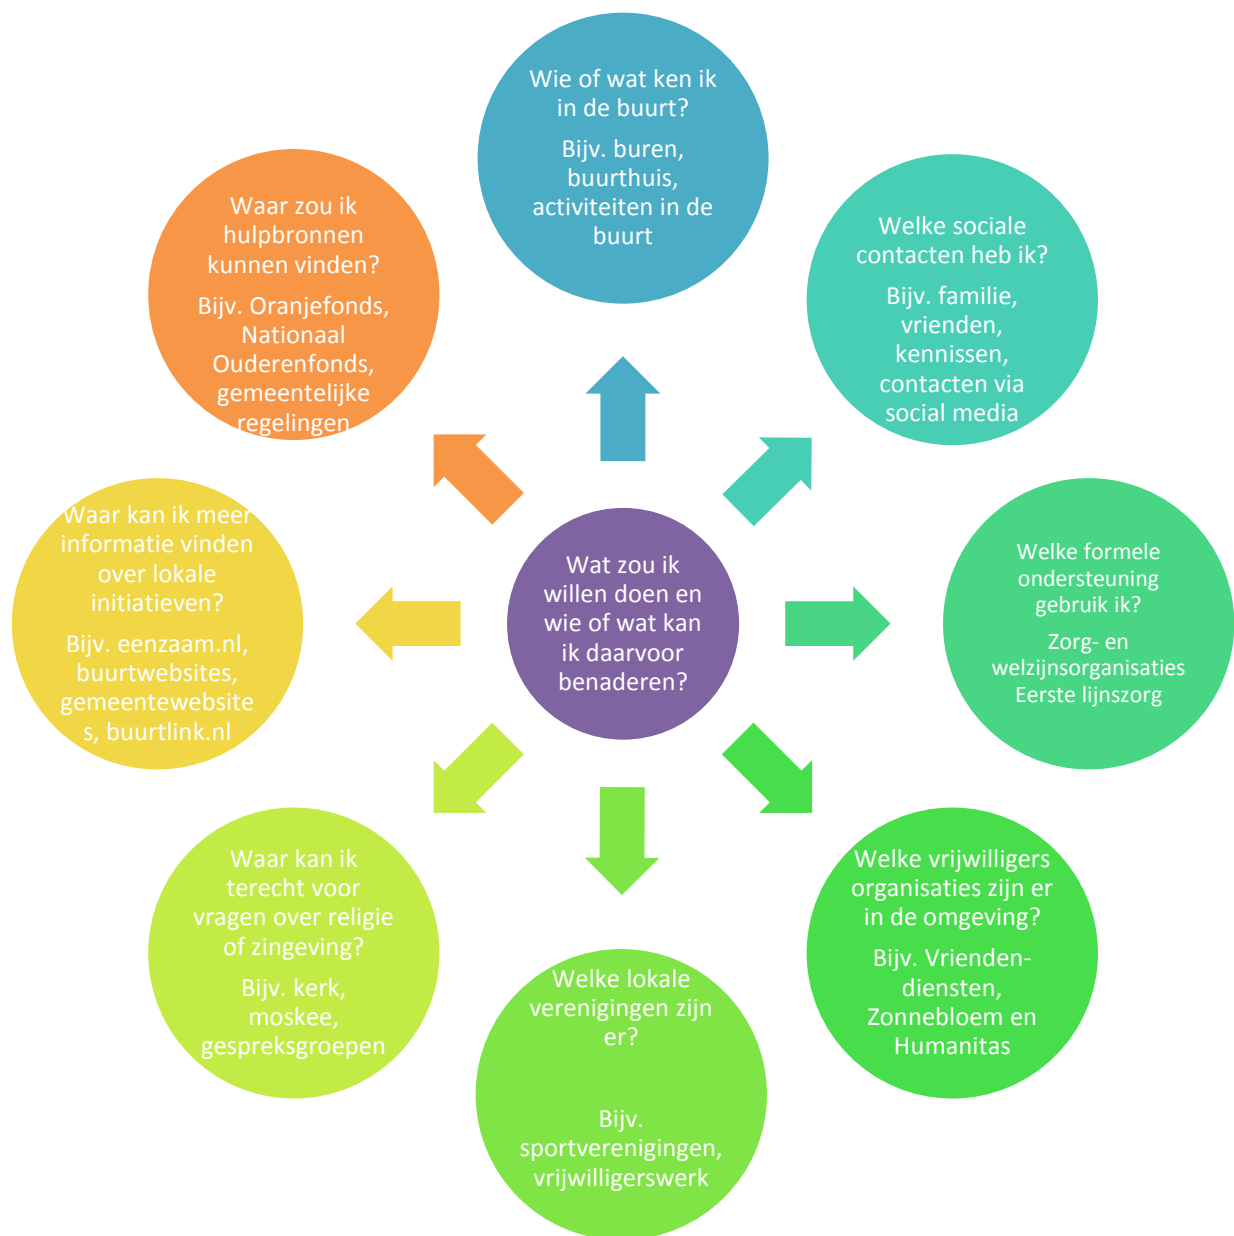 Wie of wat ken ik
in de buurt?
Bijv. buren,
buurthuis,
activiteiten in de
buurt
Welke sociale
contacten heb ik?
Bijv. familie,
vrienden,
kennissen,
contacten via
social media
Welke formele
ondersteuning
gebruik ik?
Zorg- en
welzijnsorganisaties
Eerste lijnszorg
Welke vrijwilligers
organisaties zijn er
in de omgeving?
Bijv. Vrienden-
diensten,
Zonnebloem en
Humanitas
Welke lokale
verenigingen zijn
er?
Bijv.
sportverenigingen,
vrijwilligerswerk
Waar kan ik
terecht voor
vragen over religie
of zingeving?
Bijv. kerk,
moskee,
gespreksgroepen
Waar kan ik meer
informatie vinden
over lokale
initiatieven?
Bijv. eenzaam.nl,
buurtwebsites,
gemeentewebsite
s, buurtlink.nl
Waar zou ik
hulpbronnen
kunnen vinden?
Bijv. Oranjefonds,
Nationaal
Ouderenfonds,
gemeentelijke
regelingen
Wat zou ik
willen doen en
wie of wat kan
ik daarvoor
benaderen?